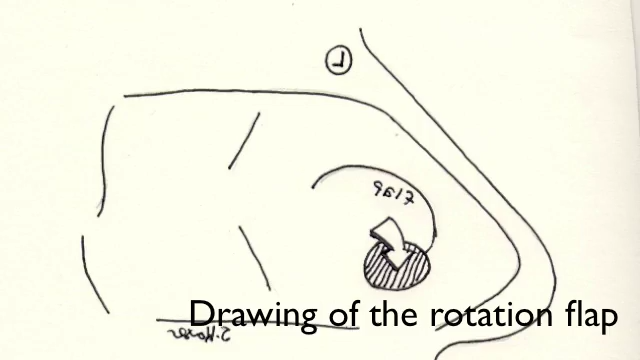 L
Flap
Drawing of the rotation flap